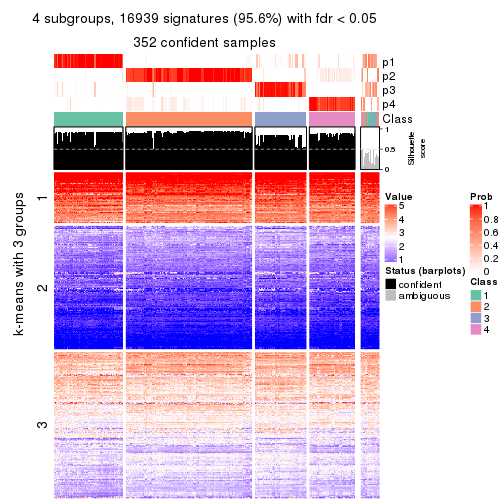 4 subgroups, 16939 signatures (95.6%) with fdr < 0.05
352 confident samples
p1
p2
p3
p4
Class
1
0.5
0
Silhouette
score
k-means with 3 groups
1
2
3
Value
5
4
3
2
1
Status (barplots)
confident
ambiguous
Prob
1
0.8
0.6
0.4
0.2
0
Class
1
2
3
4